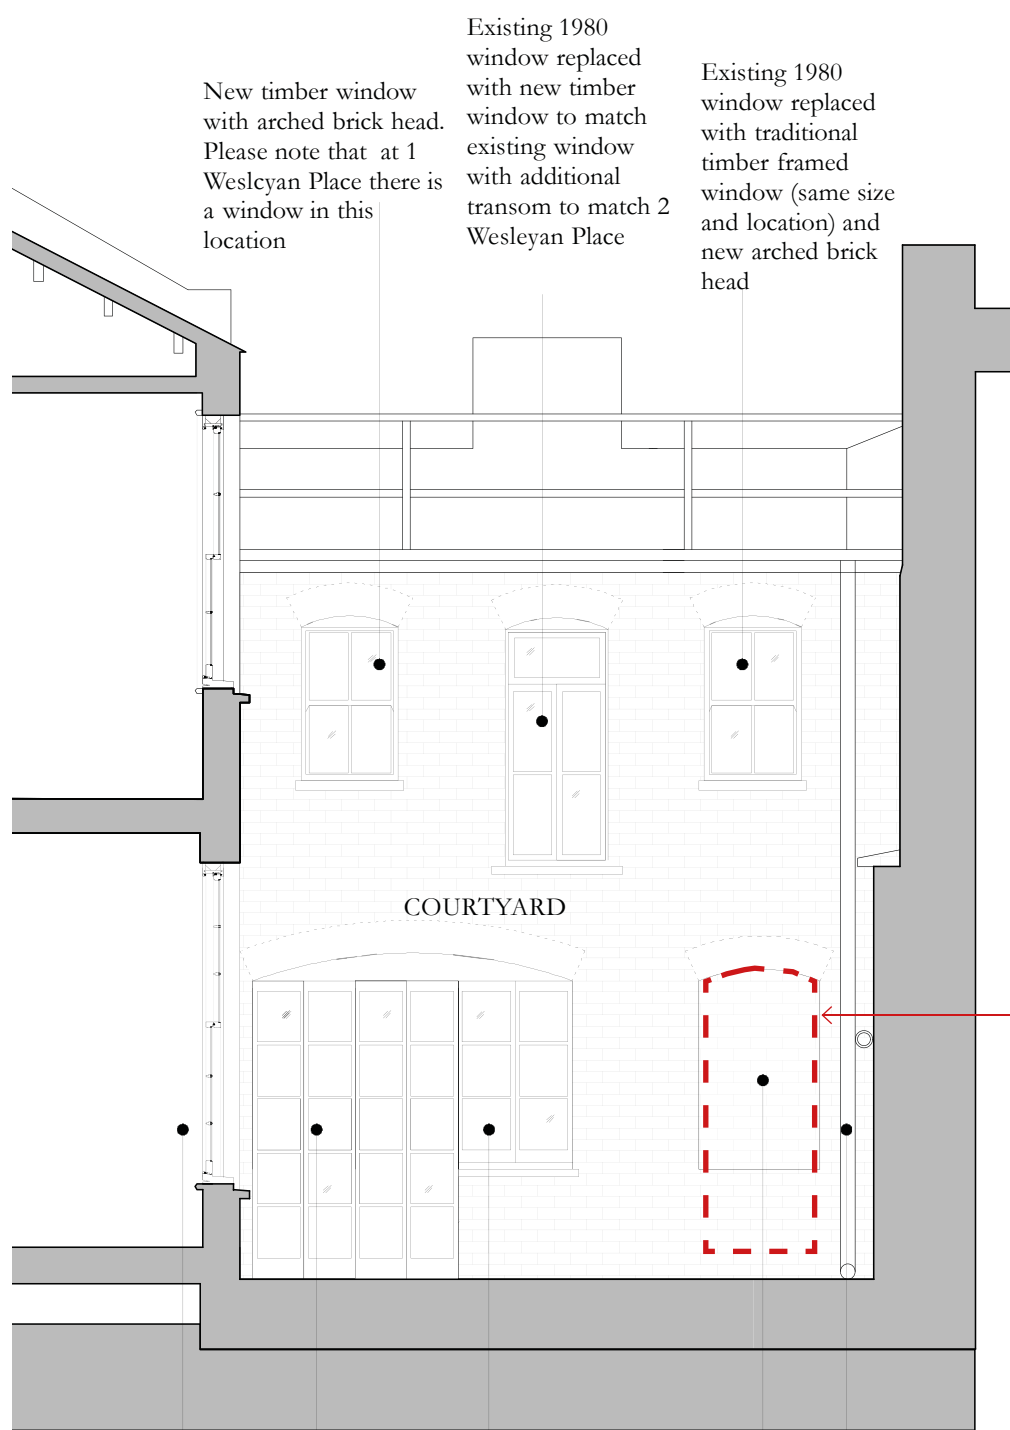 New timber window
with arched brick head.
Please note that at 1
Weslcyan Place there is
a window in this
location
Existing 1980
window replaced
with new timber
window to match
existing window
with additional
transom to match 2
Wesleyan Place
Existing 1980
window replaced
with traditional
timber framed
window (same size
and location) and
new arched brick
head
COURTYARD